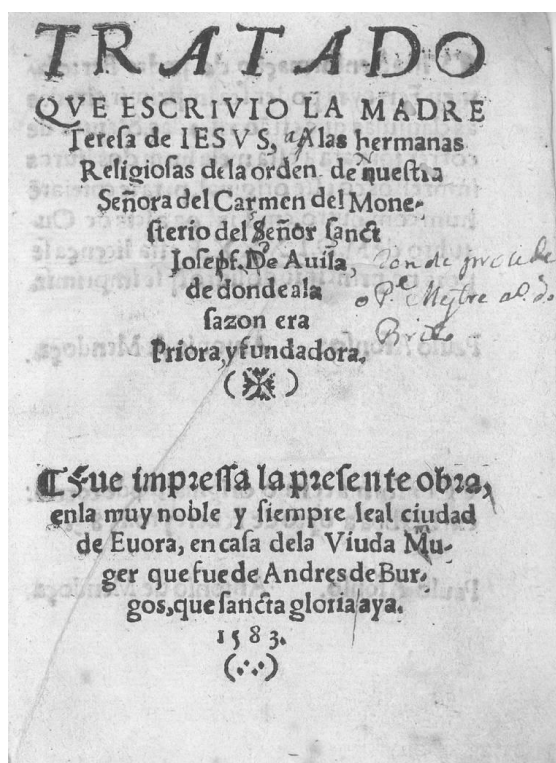 TRATADO
QVE ESCRIVIO LA MADRE
Teresa de IESVS, A las hermanas
Religiosas dela orden de nuestra
Señora del Carmen del Mone-
sterio del Señor sanct
Joseph. De Auila,
de donde ala
sazon era
Priora, y fundadora.
Fue impressa la presente obra,
enla muy noble y siempre leal ciudad
de Euora, en casa dela Viuda Mu-
ger que fue de Andres de Bur-
gos, que sancta gloria aya.
1583.